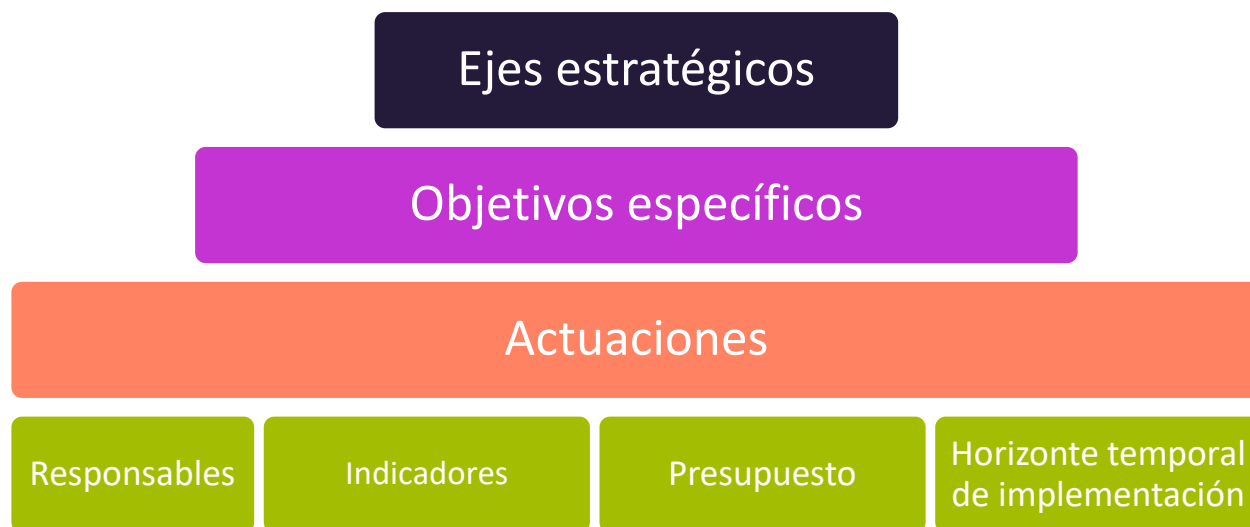 Ejes estratégicos
Objetivos específicos
Actuaciones
Responsables
Indicadores
Presupuesto
Horizonte temporal
de implementación